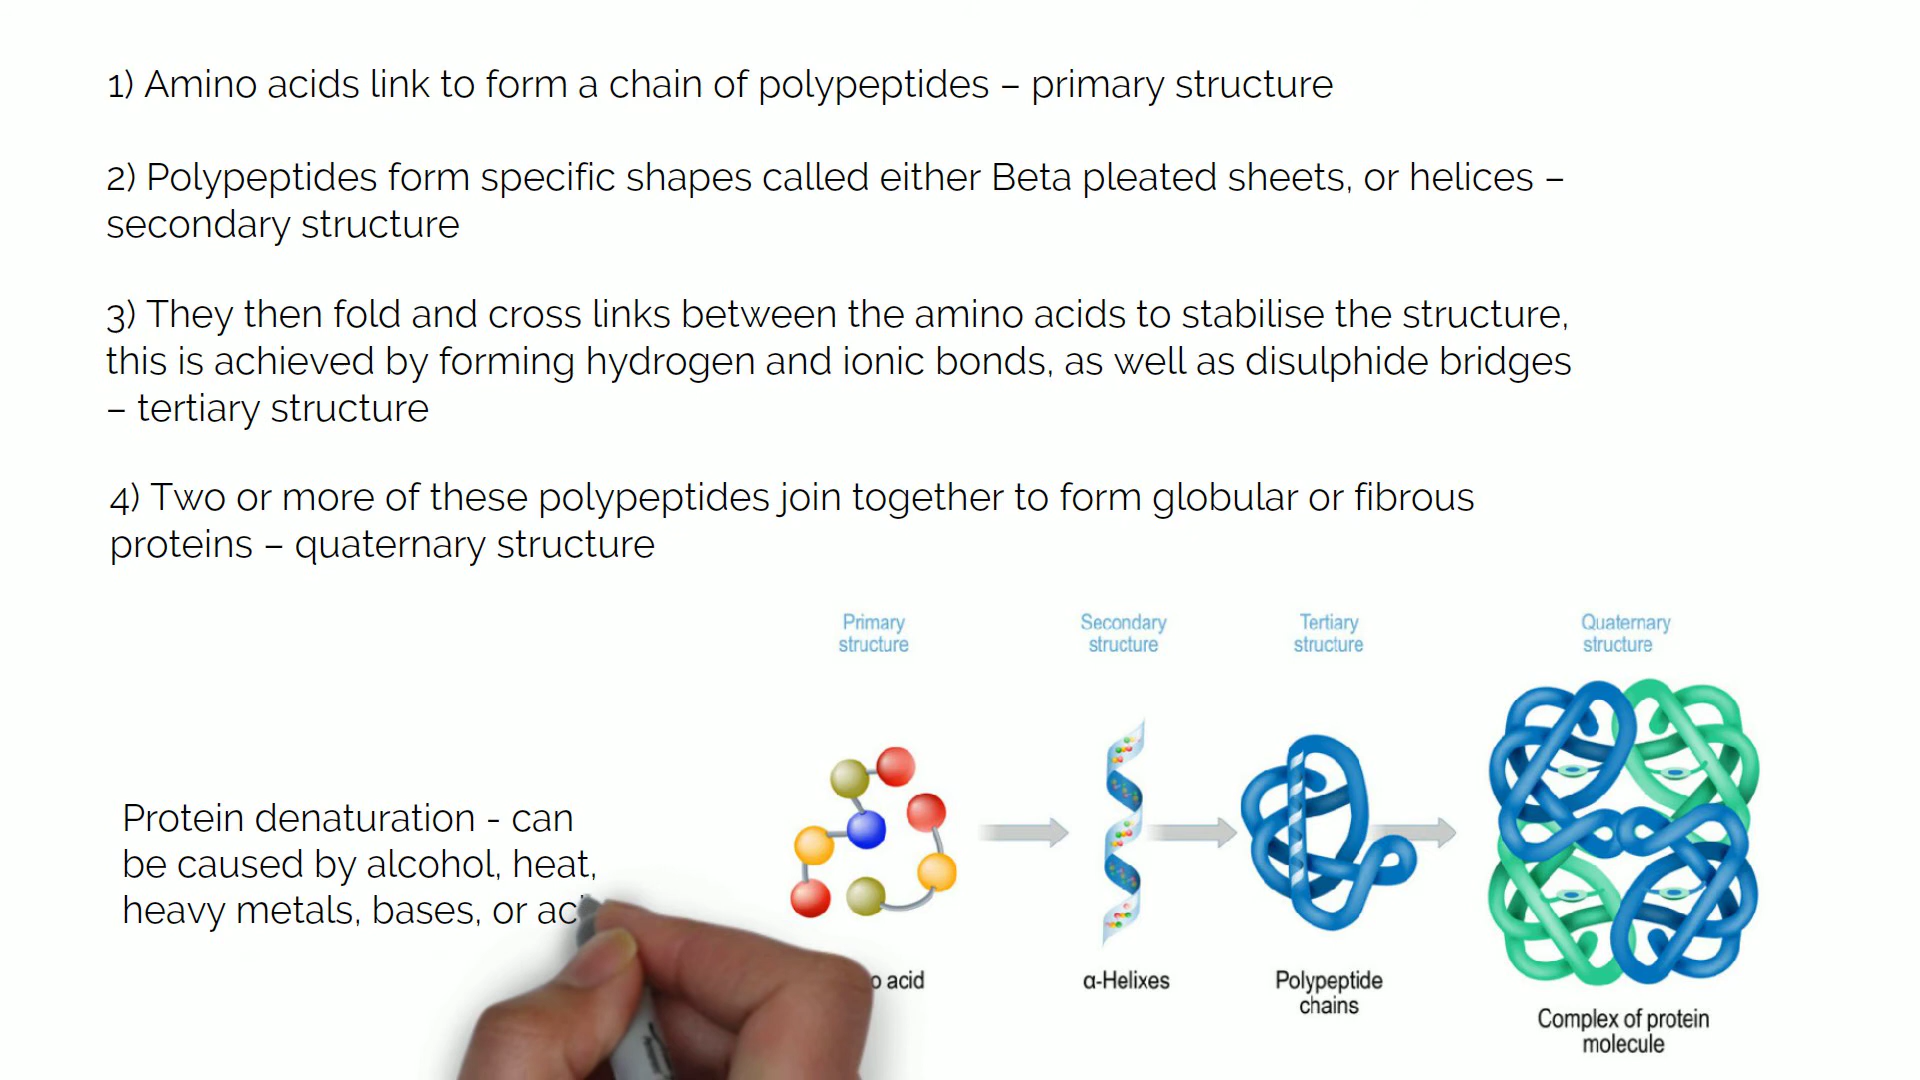 1) Amino acids link to form a chain of polypeptides – primary structure
2) Polypeptides form specific shapes called either Beta pleated sheets, or helices –
secondary structure
3) They then fold and cross links between the amino acids to stabilise the structure,
this is achieved by forming hydrogen and ionic bonds, as well as disulphide bridges
– tertiary structure
4) Two or more of these polypeptides join together to form globular or fibrous
proteins – quaternary structure
Primary
structure
Secondary
structure
Tertiary
structure
Quaternary
structure
Protein denaturation - can
be caused by alcohol, heat,
heavy metals, bases, or
acid
α-Helixes
Polypeptide
chains
Complex of protein
molecule